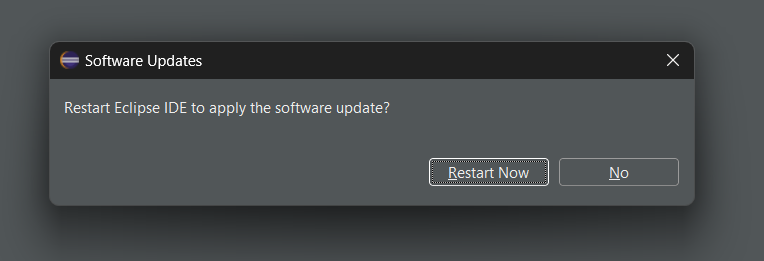 Software Updates
Restart Eclipse IDE to apply the software update?
Restart Now
No